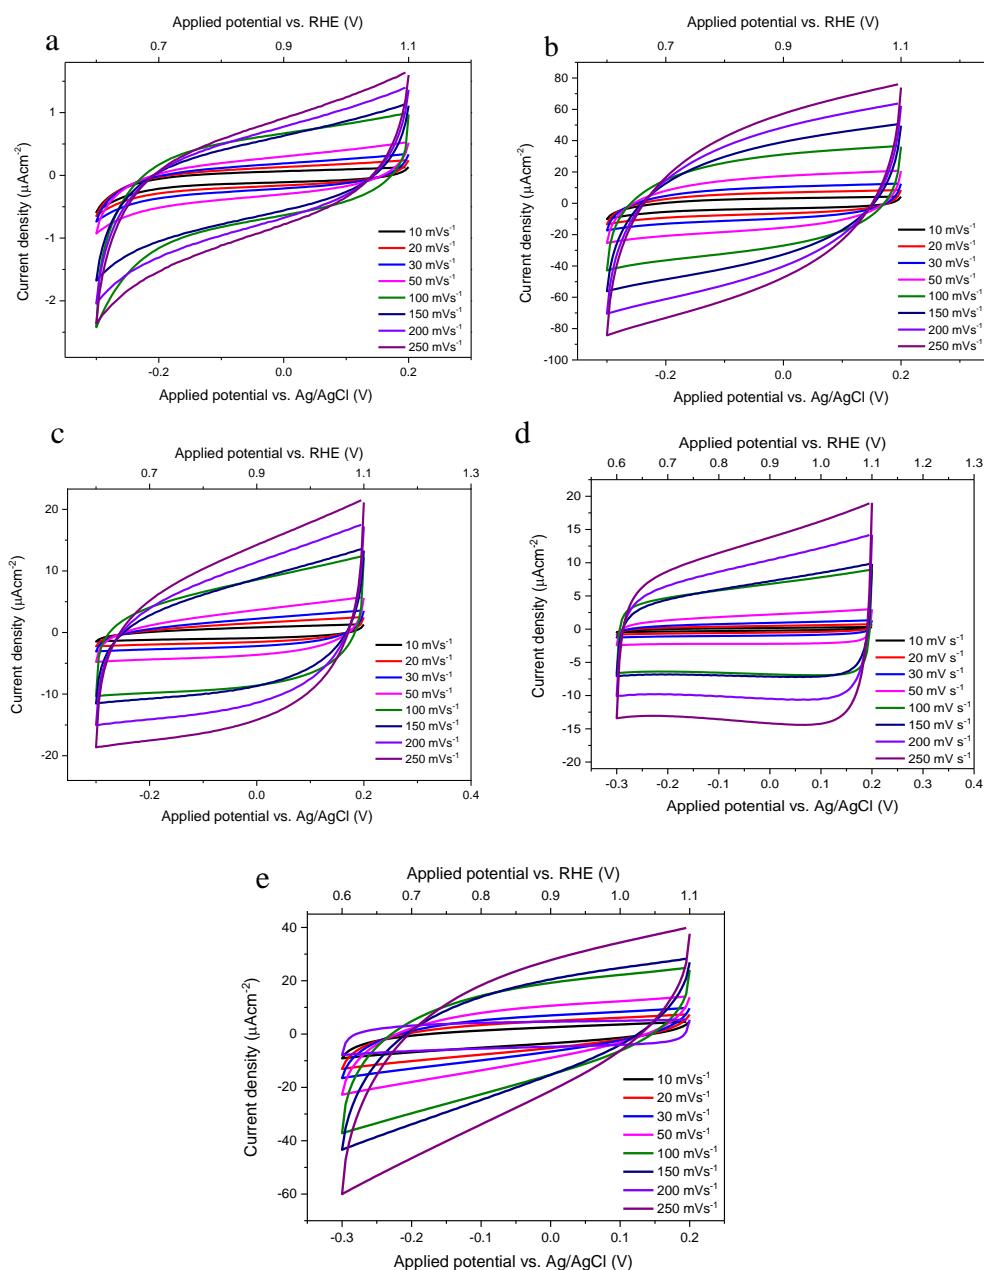 a
Applied potential vs. RHE (V)
0.7 0.9 1.1
1
0
-1
-2
Current density (µAcm-2)
10 mVs-1
20 mVs-1
30 mVs-1
50 mVs-1
100 mVs-1
150 mVs-1
200 mVs-1
250 mVs-1
-0.2 0.0 0.2
Applied potential vs. Ag/AgCl (V)
b
Applied potential vs. RHE (V)
0.7 0.9 1.1
80
60
40
20
0
-20
-40
-60
-80
-100
Current density (µAcm-2)
10 mVs-1
20 mVs-1
30 mVs-1
50 mVs-1
100 mVs-1
150 mVs-1
200 mVs-1
250 mVs-1
-0.2 0.0 0.2
Applied potential vs. Ag/AgCl (V)
c
Applied potential vs. RHE (V)
0.7 0.9 1.1 1.3
20
10
0
-10
-20
Current density (µAcm-2)
10 mVs-1
20 mVs-1
30 mVs-1
50 mVs-1
100 mVs-1
150 mVs-1
200 mVs-1
250 mVs-1
-0.2 0.0 0.2 0.4
Applied potential vs. Ag/AgCl (V)
d
Applied potential vs. RHE (V)
0.6 0.7 0.8 0.9 1.0 1.1 1.2 1.3
20
15
10
5
0
-5
-10
-15
-20
Current density (µAcm-2)
10 mV s-1
20 mV s-1
30 mV s-1
50 mV s-1
100 mV s-1
150 mV s-1
200 mV s-1
250 mV s-1
-0.3 -0.2 -0.1 0.0 0.1 0.2 0.3 0.4
Applied potential vs. Ag/AgCl (V)
e
Applied potential vs. RHE (V)
0.6 0.7 0.8 0.9 1.0 1.1
40
20
0
-20
-40
-60
Current density (µAcm-2)
10 mVs-1
20 mVs-1
30 mVs-1
50 mVs-1
100 mVs-1
150 mVs-1
200 mVs-1
250 mVs-1
-0.3 -0.2 -0.1 0.0 0.1 0.2
Applied potential vs. Ag/AgCl (V)